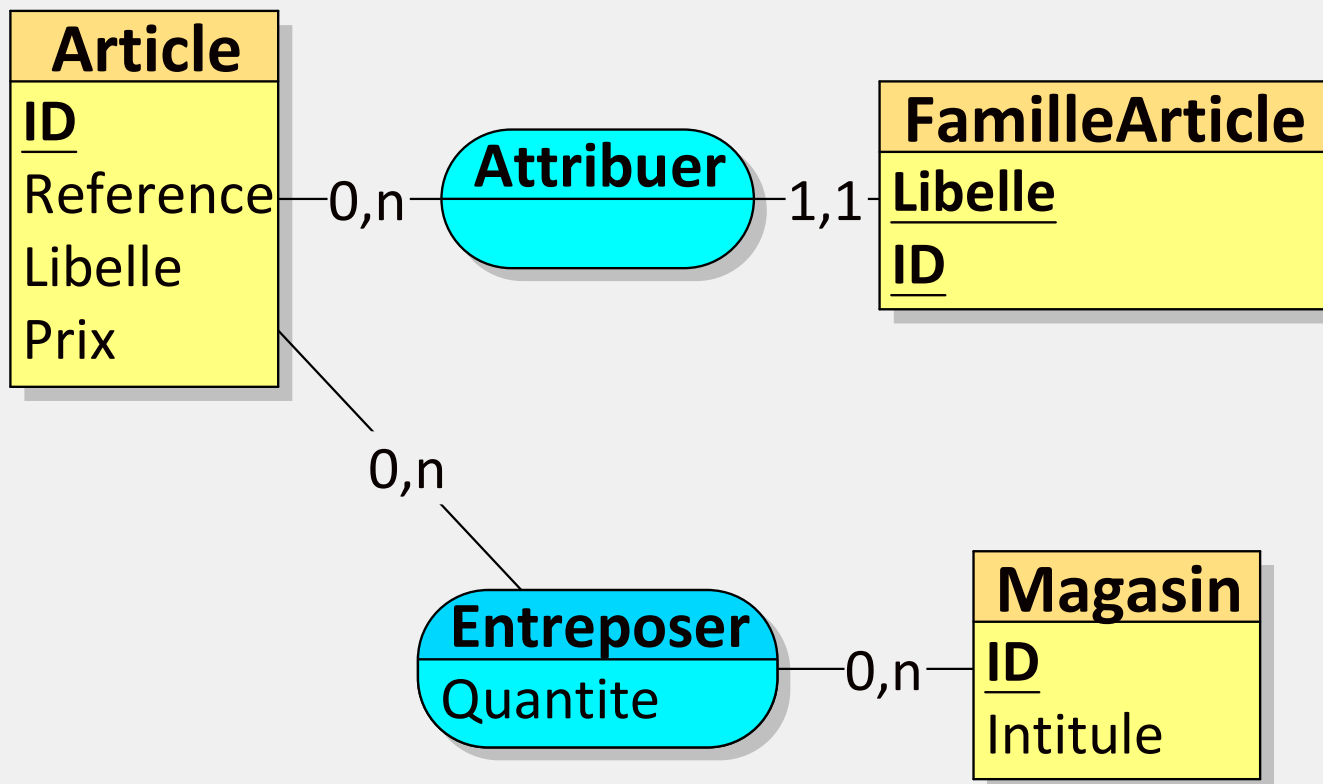 Article
ID
Reference
Libelle
Prix
0,n
Attribuer
1,1
FamilleArticle
Libelle
ID
0,n
Entreposer
Quantite
0,n
Magasin
ID
Intitule